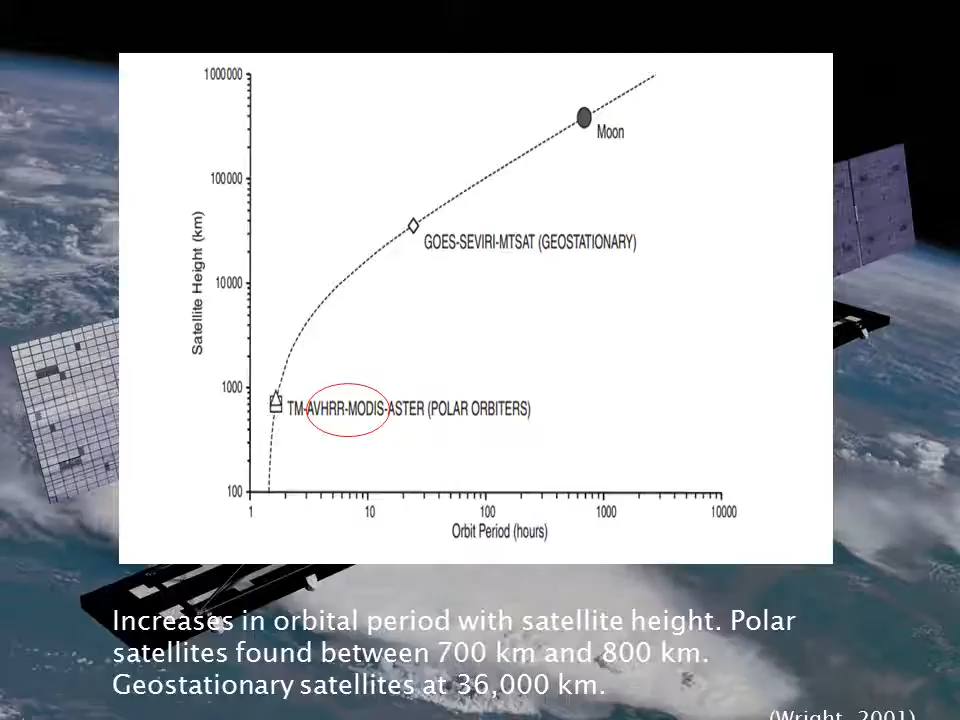 1000000
Moon
100000
GOES-SEVIRI-MTSAT (GEOSTATIONARY)
Satellite Height (km)
10000
1000
TM-AVHRR-MODIS-ASTER (POLAR ORBITERS)
100
1 10 100 1000 10000
Orbit Period (hours)
Increases in orbital period with satellite height. Polar
satellites found between 700 km and 800 km.
Geostationary satellites at 36,000 km.
(Wright, 2001)